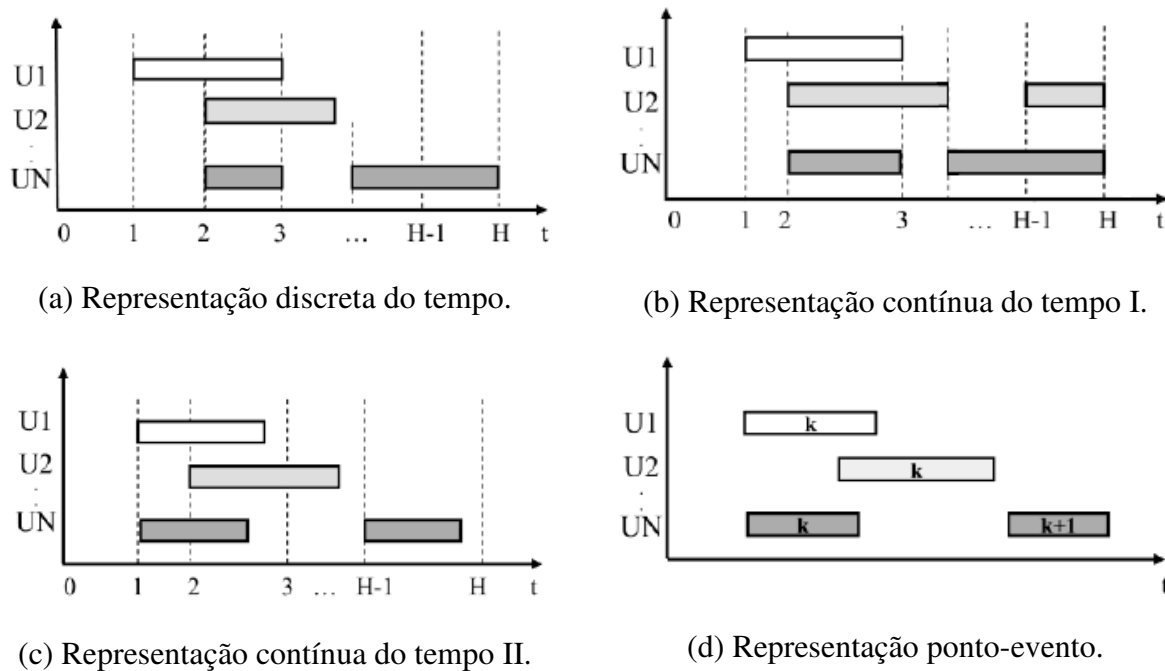 U1
U2
UN
0 1 2 3 ... H-1 H t
(a) Representação discreta do tempo.
U1
U2
UN
0 1 2 3 ... H-1 H t
(b) Representação contínua do tempo I.
U1
U2
UN
0 1 2 3 ... H-1 H t
(c) Representação contínua do tempo II.
U1 k
U2 k
UN k k+1
t
(d) Representação ponto-evento.